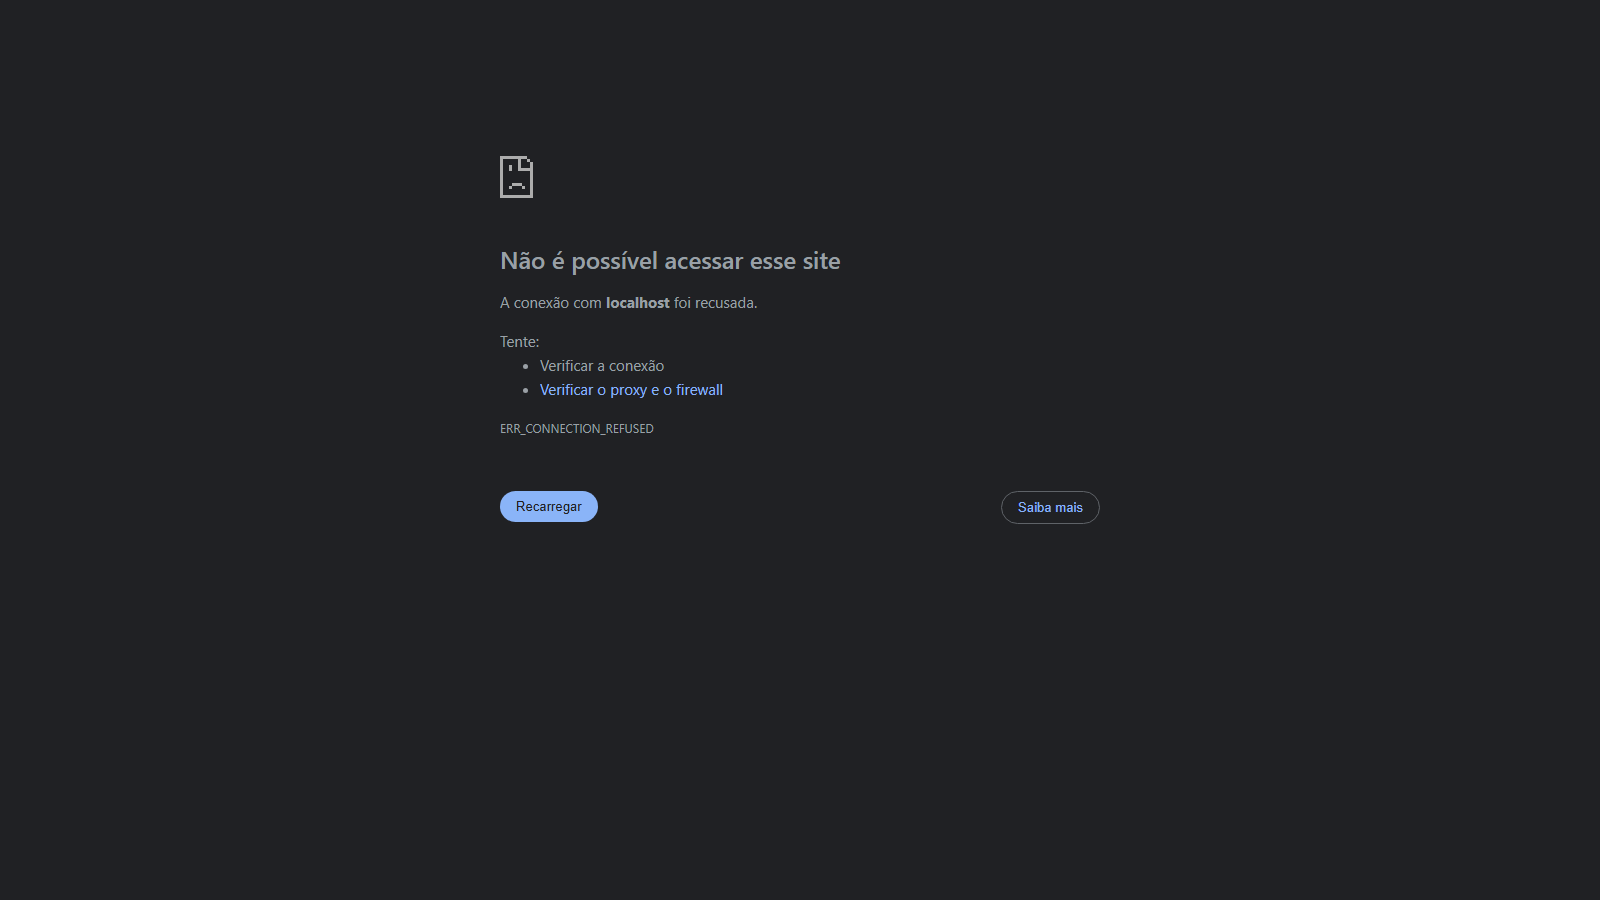 Não é possível acessar esse site
A conexão com localhost foi recusada.
Tente:
• Verificar a conexão
• Verificar o proxy e o firewall
ERR_CONNECTION_REFUSED
Recarregar
Saiba mais